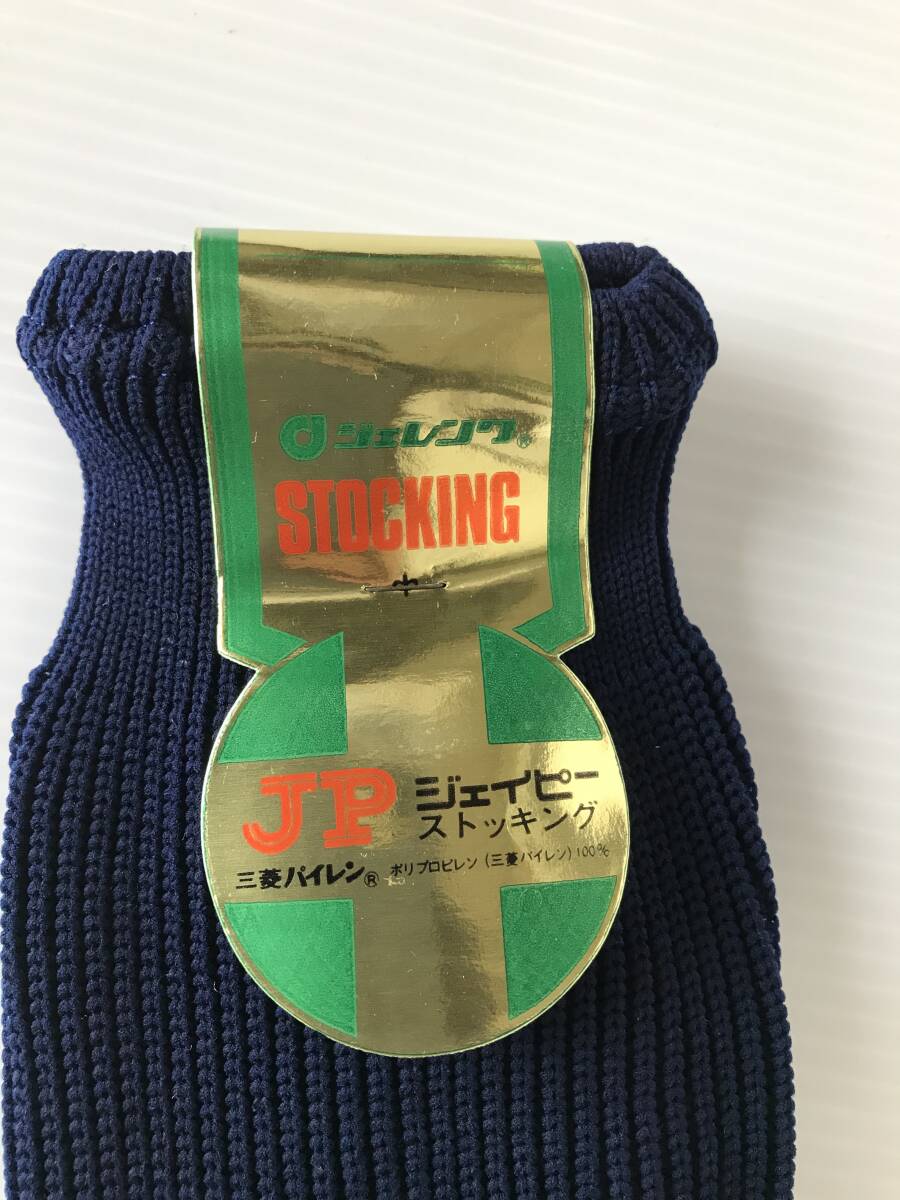 ジェレンク®
STOCKING
JP ジェイピー
ストッキング
三菱パイレン® ポリプロピレン (三菱パイレン) 100%